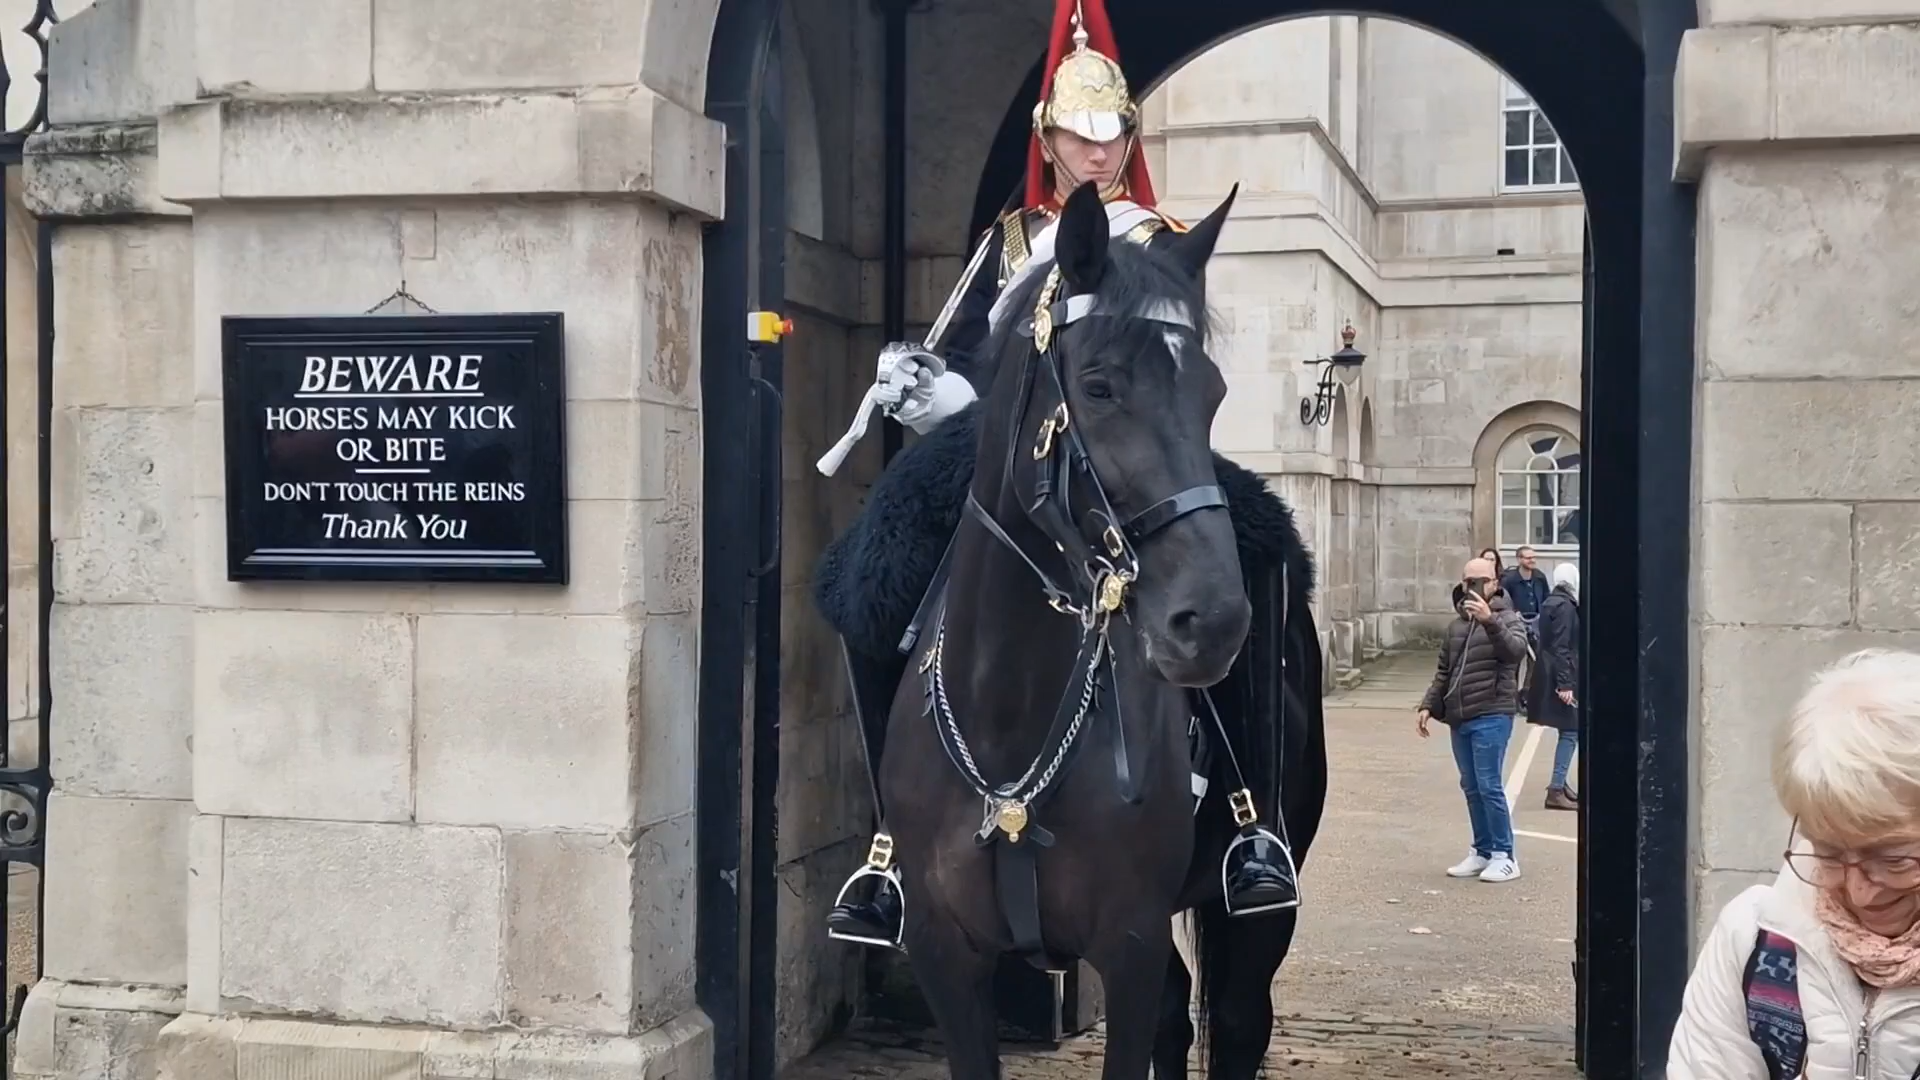 BEWARE
HORSES MAY KICK
OR BITE
DON'T TOUCH THE REINS
Thank You